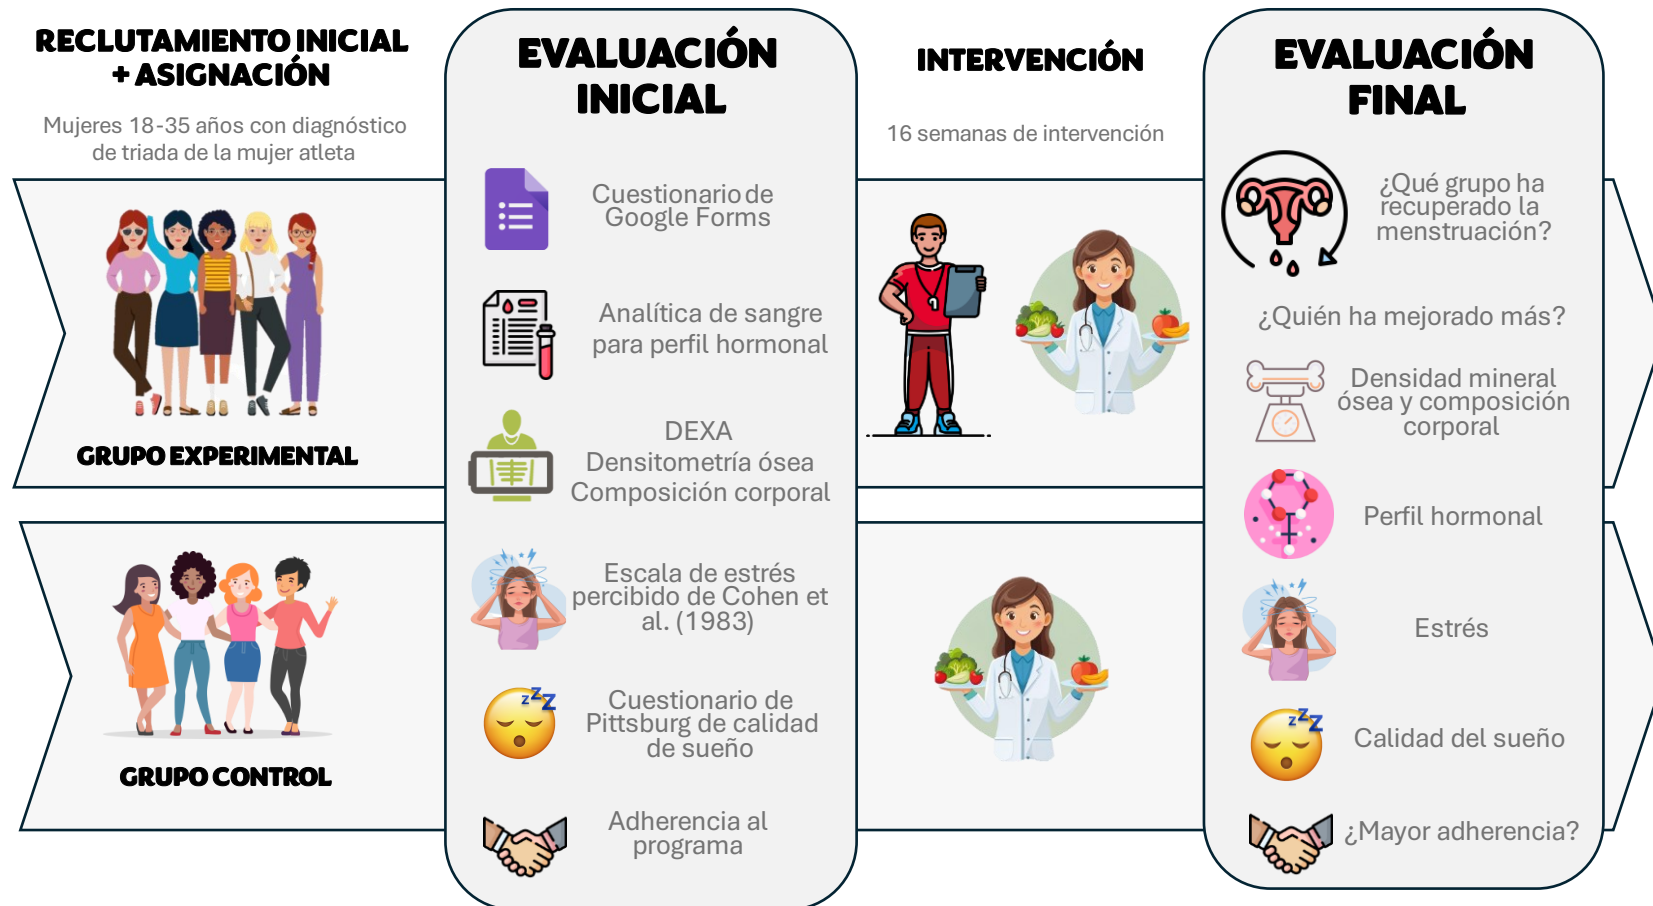 RECLUTAMIENTO INICIAL
+ ASIGNACIÓN
Mujeres 18-35 años con diagnóstico
de triada de la mujer atleta
GRUPO EXPERIMENTAL
GRUPO CONTROL
EVALUACIÓN
INICIAL
Cuestionario de
Google Forms
Analítica de sangre
para perfil hormonal
DEXA
Densitometría ósea
Composición corporal
Escala de estrés
percibido de Cohen et
al. (1983)
zzZ
Cuestionario de
Pittsburg de calidad
de sueño
Adherencia al
programa
INTERVENCIÓN
16 semanas de intervención
EVALUACIÓN
FINAL
¿Qué grupo ha
recuperado la
menstruación?
¿Quién ha mejorado más?
Densidad mineral
ósea y composición
corporal
Perfil hormonal
Estrés
zzZ
Calidad del sueño
¿Mayor adherencia?